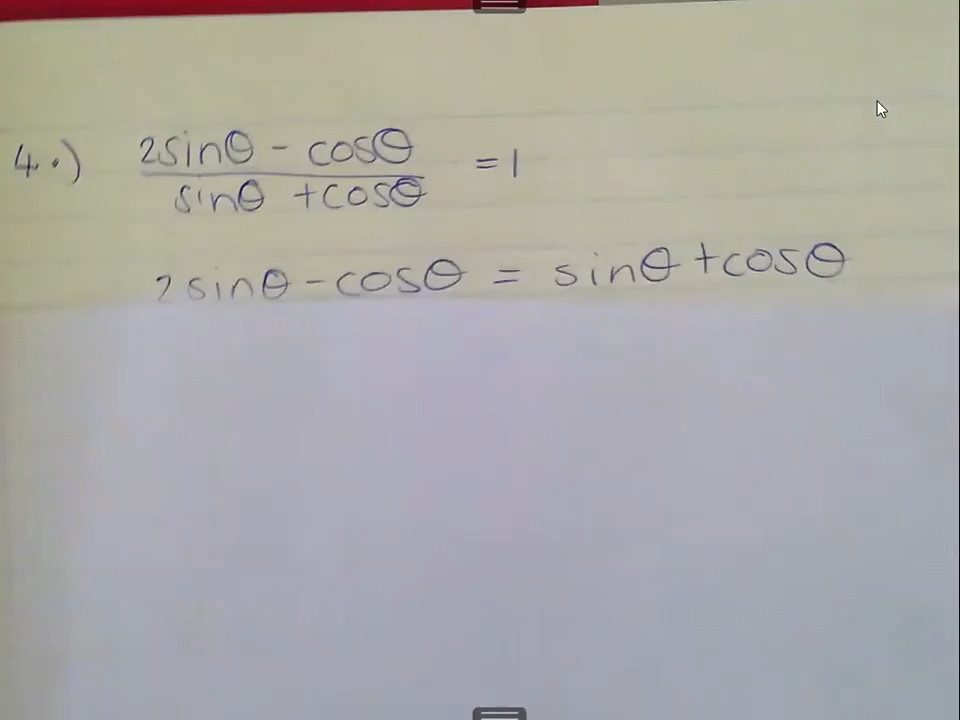 4.) 2sinθ - cosθ / sinθ + cosθ = 1
2sinθ - cosθ = sinθ + cosθ